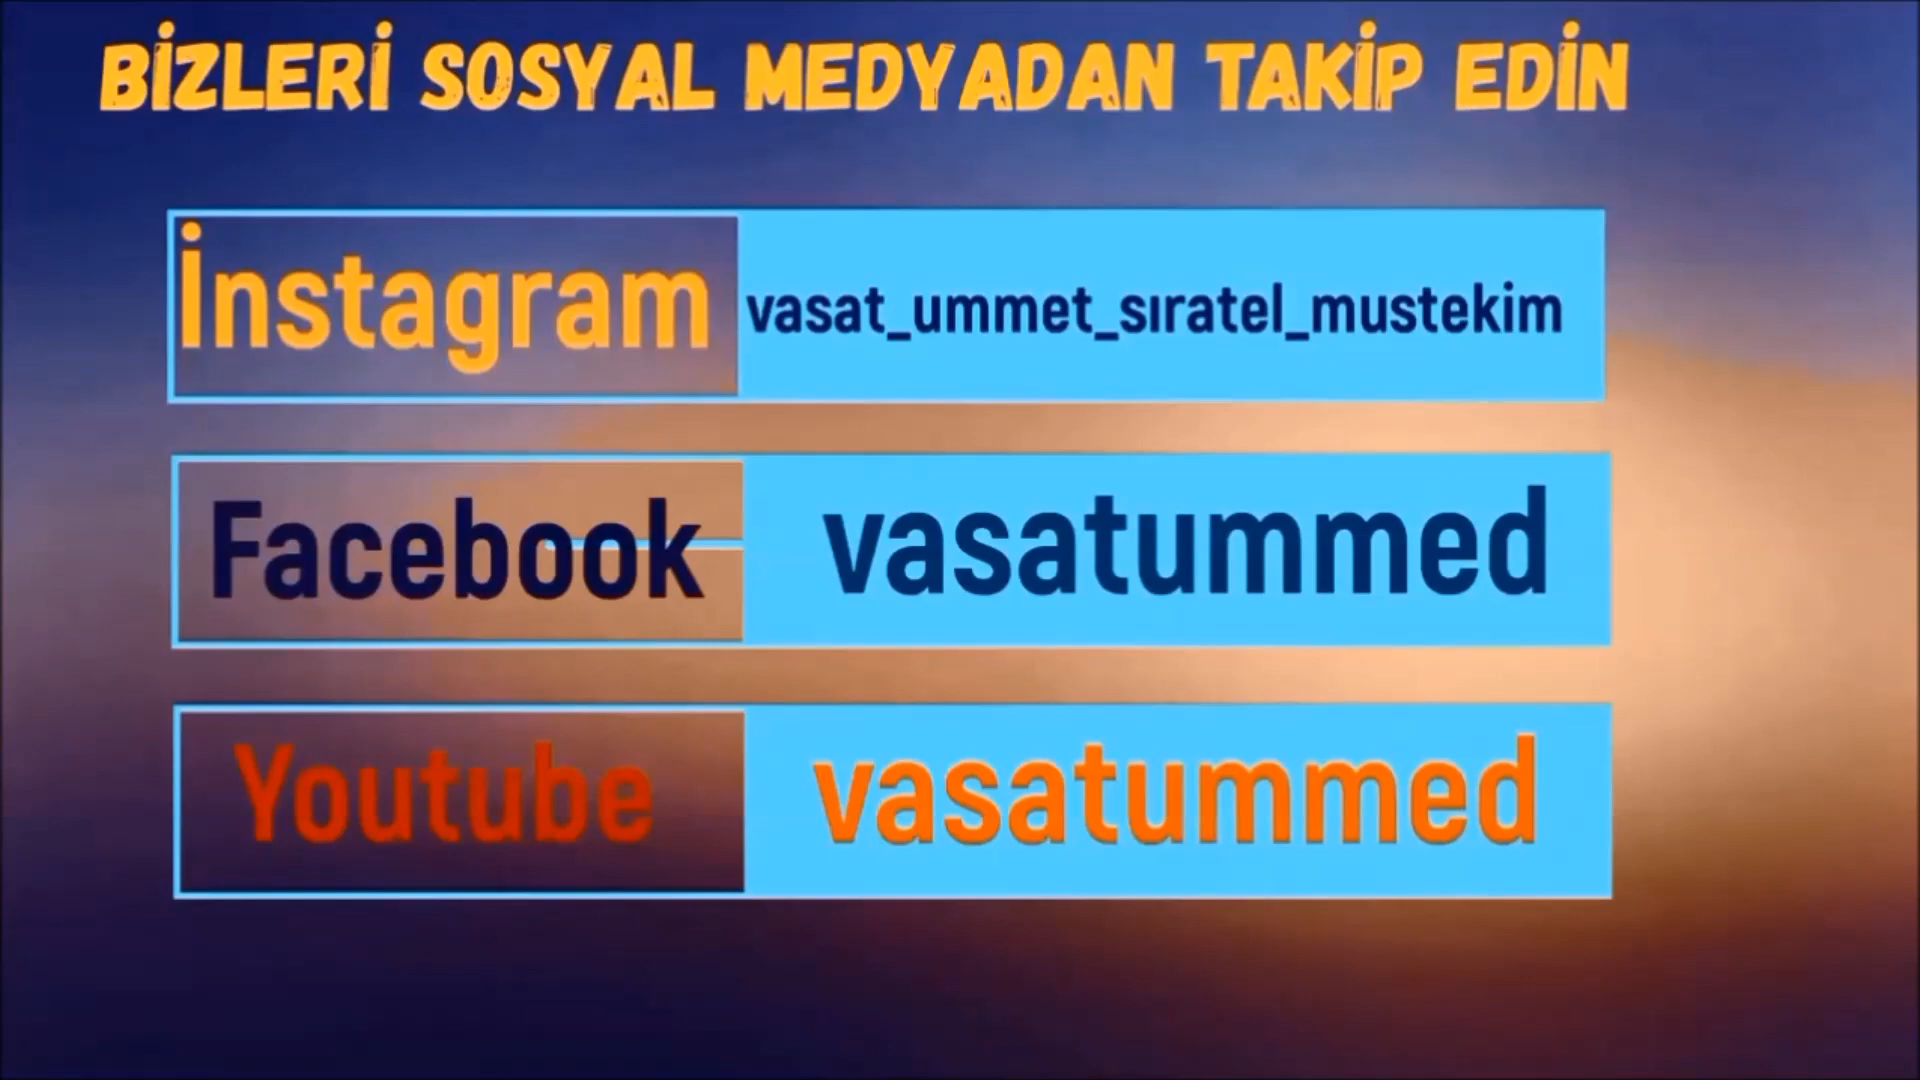 BİZLERİ SOSYAL MEDYADAN TAKİP EDİN
İnstagram vasat_ummet_sıratel_mustekim
Facebook vasatummed
Youtube vasatummed